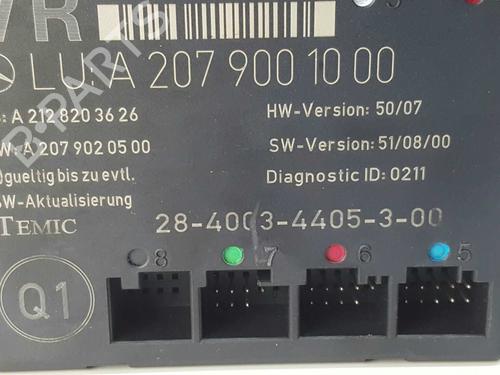 VR
3
LU: A 207 900 10 00
: A 212 820 36 26
HW-Version: 50/07
W: A 207 902 05 00
SW-Version: 51/08/00
)gueltig bis zu evtl.
Diagnostic ID: 0211
SW-Aktualisierung
TEMIC
28-4003-4405-3-00
8 7 6 5
Q1
B-PARTS